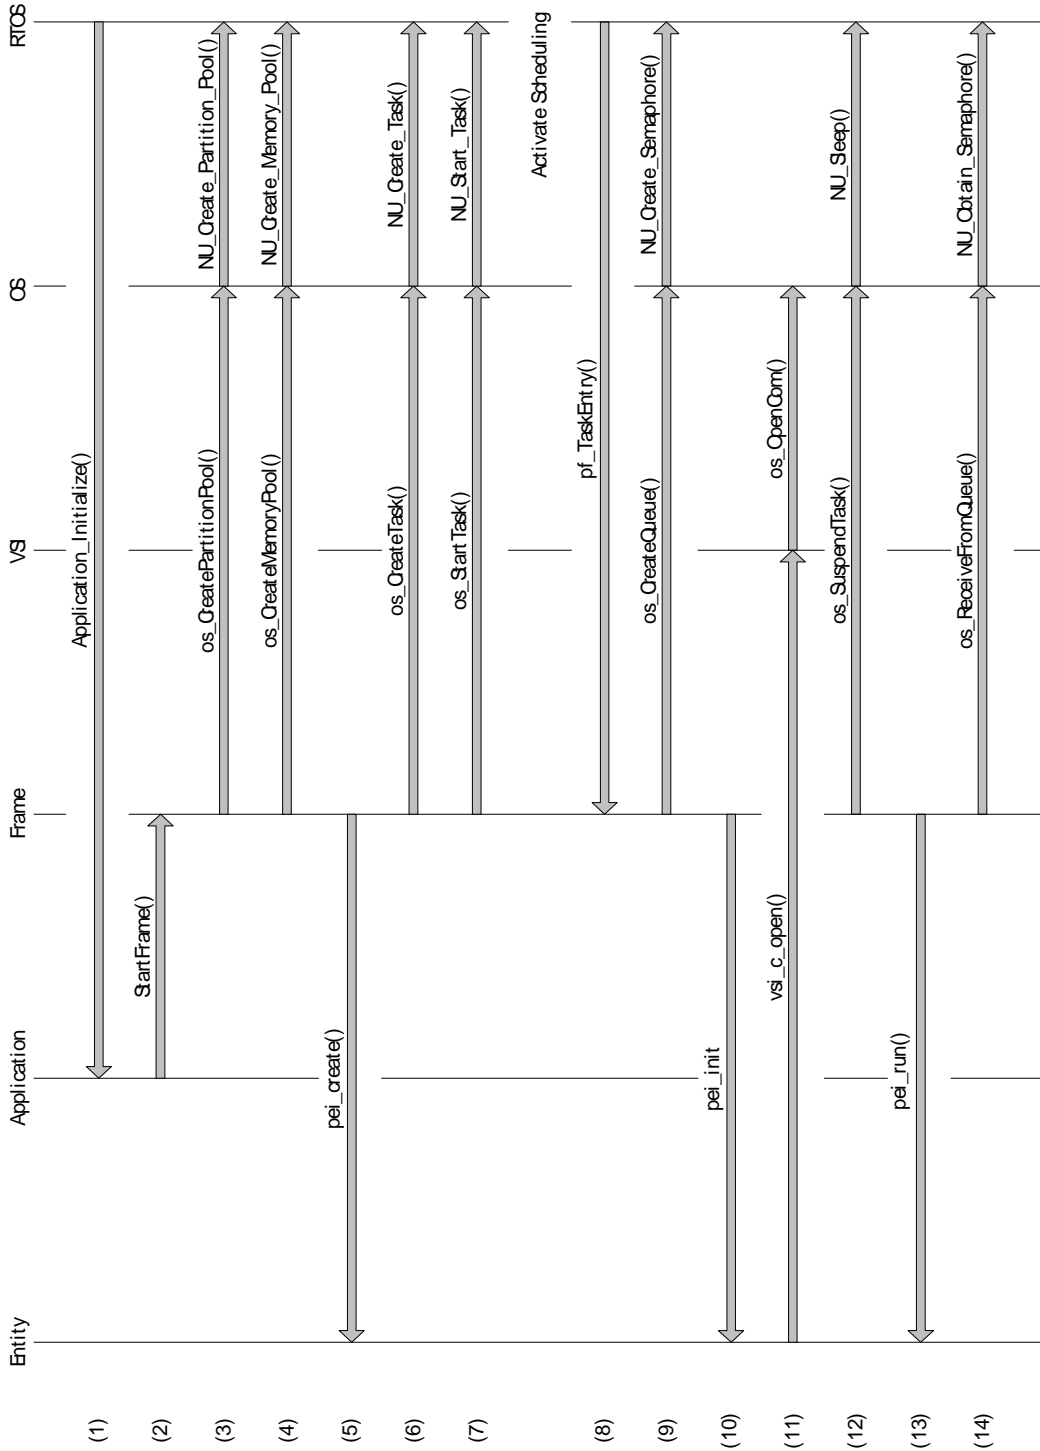 Entity Application Frame VSI OS RTOS
(1) Application_Initialize()
(2) StartFrame()
(3) os_CreatePartitionPool() NU_Create_Partition_Pool()
(4) os_CreateMemoryPool() NU_Create_Memory_Pool()
(5) pei_create()
(6) os_CreateTask() NU_Create_Task()
(7) os_StartTask() NU_Start_Task()
Activate Scheduling
(8) pf_TaskEntry()
(9) os_CreateQueue() NU_Create_Semaphore()
(10) pei_init
(11) vsi_c_open() os_OpenCom()
(12) os_SuspendTask() NU_Sleep()
(13) pei_run()
(14) os_ReceiveFromQueue() NU_Obtain_Semaphore()